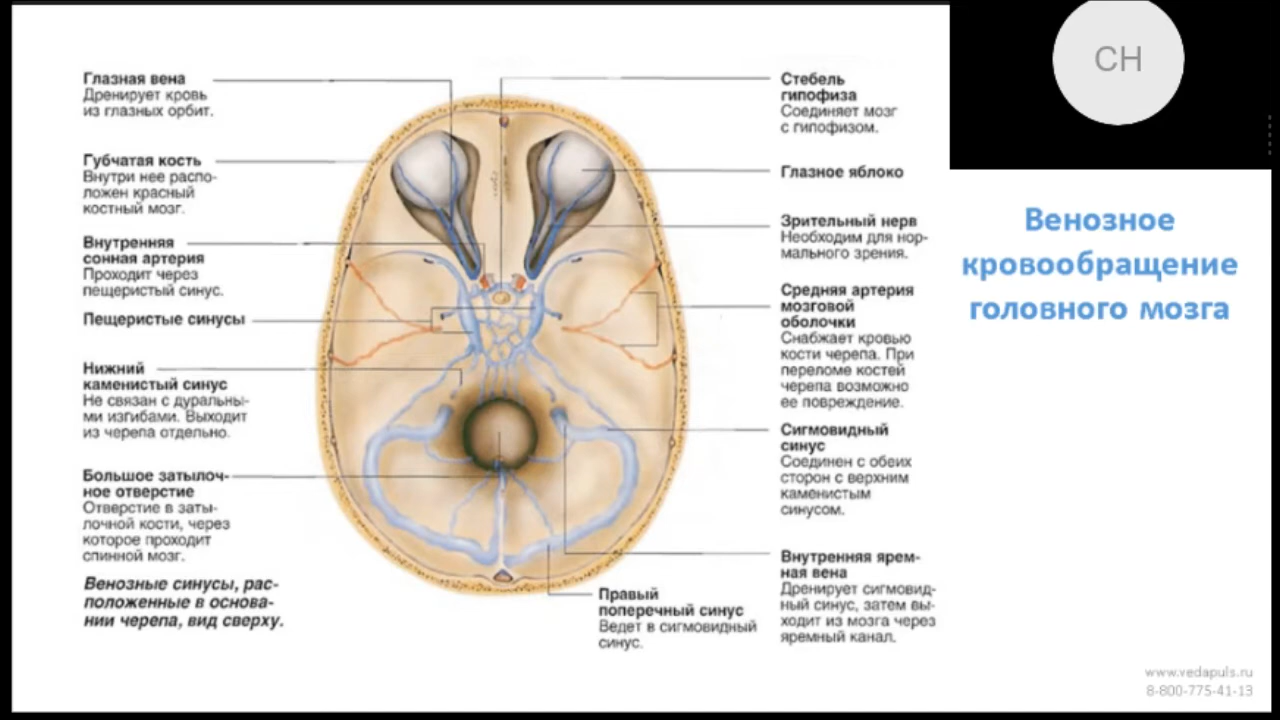 Глазная вена
Дренирует кровь
из глазных орбит.
Губчатая кость
Внутри нее распо-
ложен красный
костный мозг.
Внутренняя
сонная артерия
Проходит через
пещеристый синус.
Пещеристые синусы
Нижний
каменистый синус
Не связан с дуральны-
ми изгибами. Выходит
из черепа отдельно.
Большое затылоч-
ное отверстие
Отверстие в заты-
лочной кости, через
которое проходит
спинной мозг.
Венозные синусы, рас-
положенные в основа-
нии черепа, вид сверху.
Правый
поперечный синус
Ведет в сигмовидный
синус.
Стебель
гипофиза
Соединяет мозг
с гипофизом.
Глазное яблоко
Зрительный нерв
Необходим для нор-
мального зрения.
Средняя артерия
мозговой
оболочки
Снабжает кровью
кости черепа. При
переломе костей
черепа возможно
ее повреждение.
Сигмовидный
синус
Соединен с обеих
сторон с верхним
каменистым
синусом.
Внутренняя ярем-
ная вена
Дренирует сигмовид-
ный синус, затем вы-
ходит из мозга через
яремный канал.
СН
Венозное
кровообращение
головного мозга
www.vedapuls.ru
8-800-775-41-13